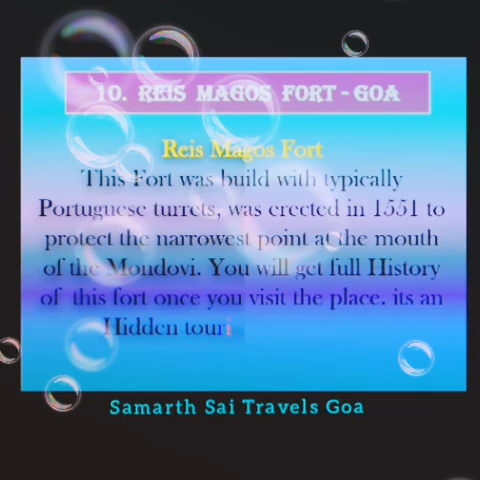 10. REIS MAGOS FORT - GOA
Reis Magos Fort
This Fort was build with typically
Portuguese turrets, was erected in 1551 to
protect the narrowest point at the mouth
of the Mondovi. You will get full History
of this fort once you visit the place. its an
Hidden touri
Samarth Sai Travels Goa